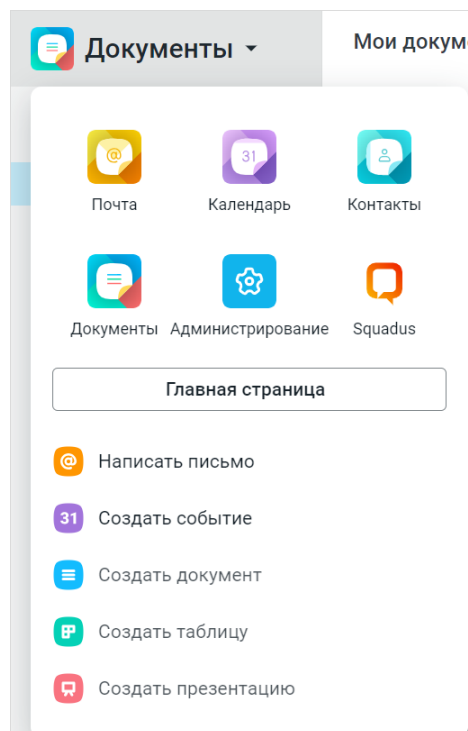 Документы
Мои докум
@
31
Почта
Календарь
Контакты
Документы
Администрирование
Squadus
Главная страница
@ Написать письмо
31 Создать событие
Создать документ
Создать таблицу
Создать презентацию